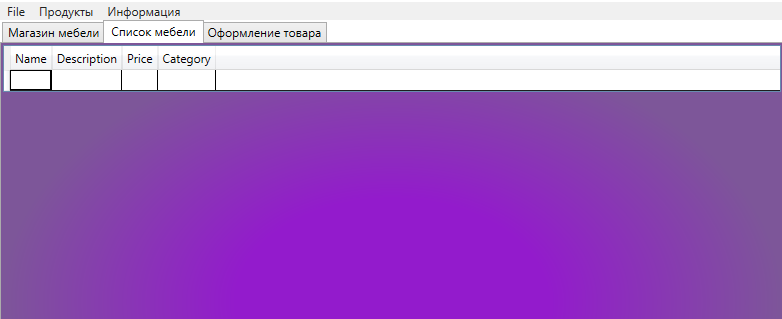 File Продукты Информация
Магазин мебели Список мебели Оформление товара
Name Description Price Category